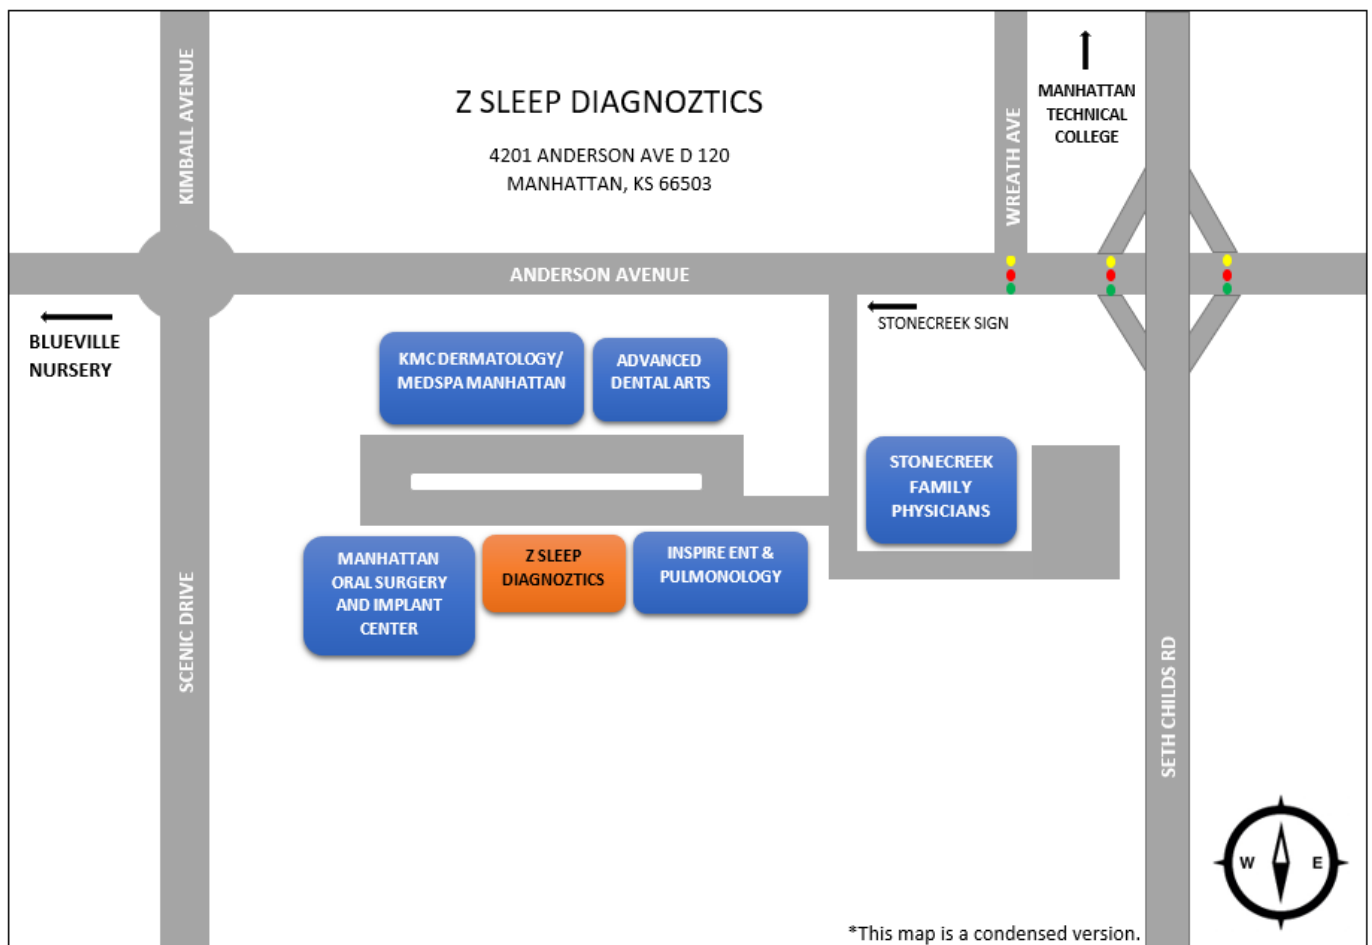 KIMBALL AVENUE
Z SLEEP DIAGNOZTICS
4201 ANDERSON AVE D 120
MANHATTAN, KS 66503
WREATH AVE
MANHATTAN
TECHNICAL
COLLEGE
ANDERSON AVENUE
BLUEVILLE
NURSERY
STONECREEK SIGN
KMC DERMATOLOGY/
MEDSPA MANHATTAN
ADVANCED
DENTAL ARTS
STONECREEK
FAMILY
PHYSICIANS
MANHATTAN
ORAL SURGERY
AND IMPLANT
CENTER
Z SLEEP
DIAGNOZTICS
INSPIRE ENT &
PULMONOLOGY
SCENIC DRIVE
SETH CHILDS RD
W E
*This map is a condensed version.